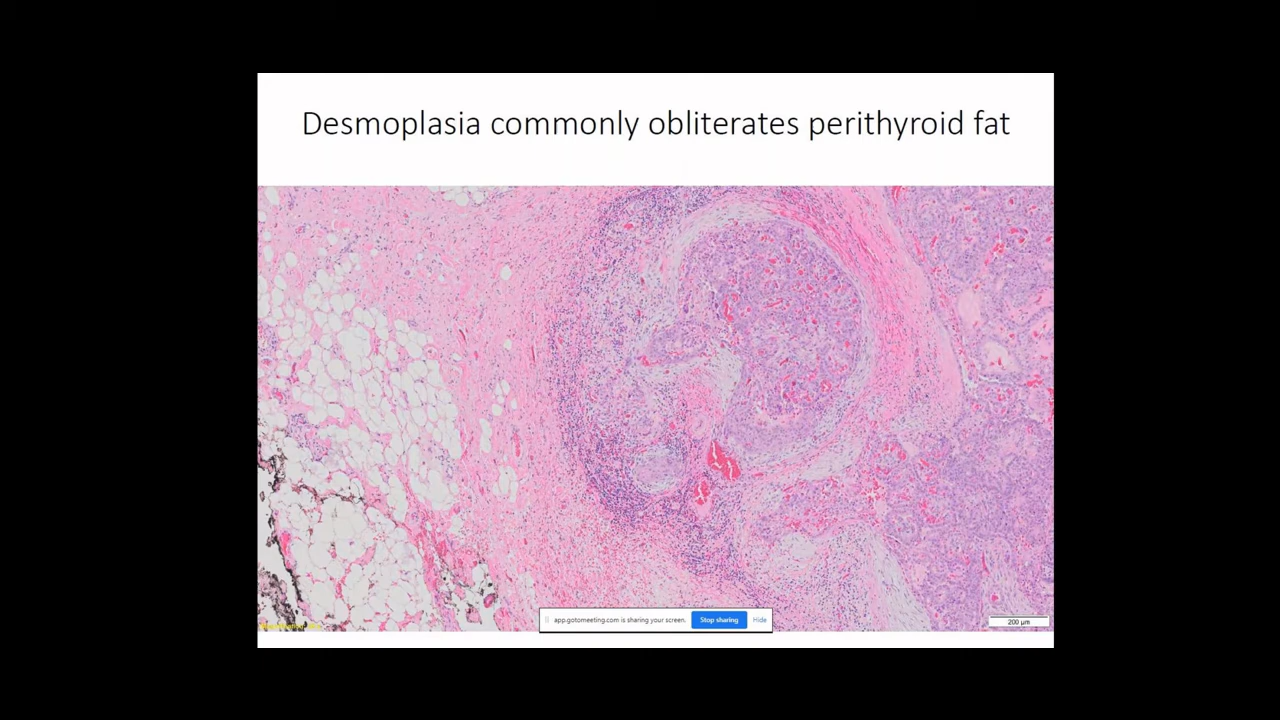 Desmoplasia commonly obliterates perithyroid fat
app.gotomeeting.com is sharing your screen.
Stop sharing
Hide
200 µm